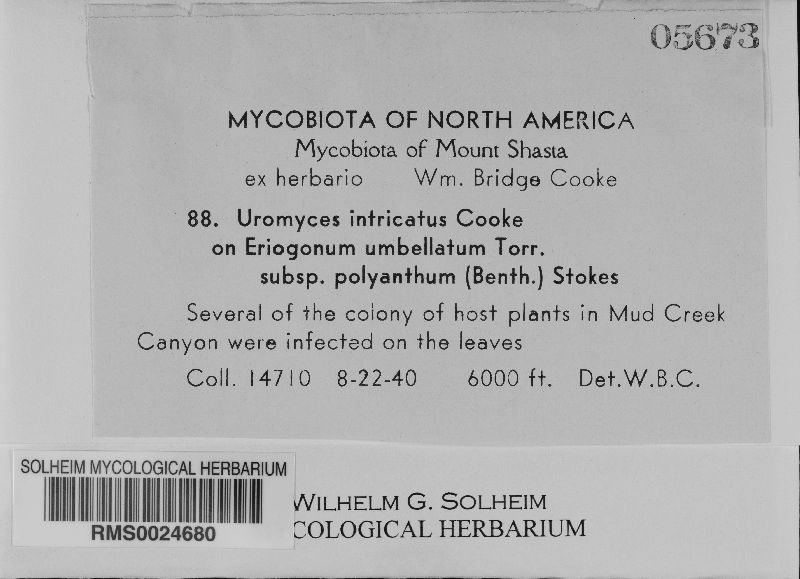 05673
MYCOBIOTA OF NORTH AMERICA
Mycobiota of Mount Shasta
ex herbario Wm. Bridge Cooke
88. Uromyces intricatus Cooke
on Eriogonum umbellatum Torr.
subsp. polyanthum (Benth.) Stokes
Several of the colony of host plants in Mud Creek
Canyon were infected on the leaves
Coll. 14710 8-22-40 6000 ft. Det.W.B.C.
SOLHEIM MYCOLOGICAL HERBARIUM
RMS0024680
WILHELM G. SOLHEIM
COLOGICAL HERBARIUM